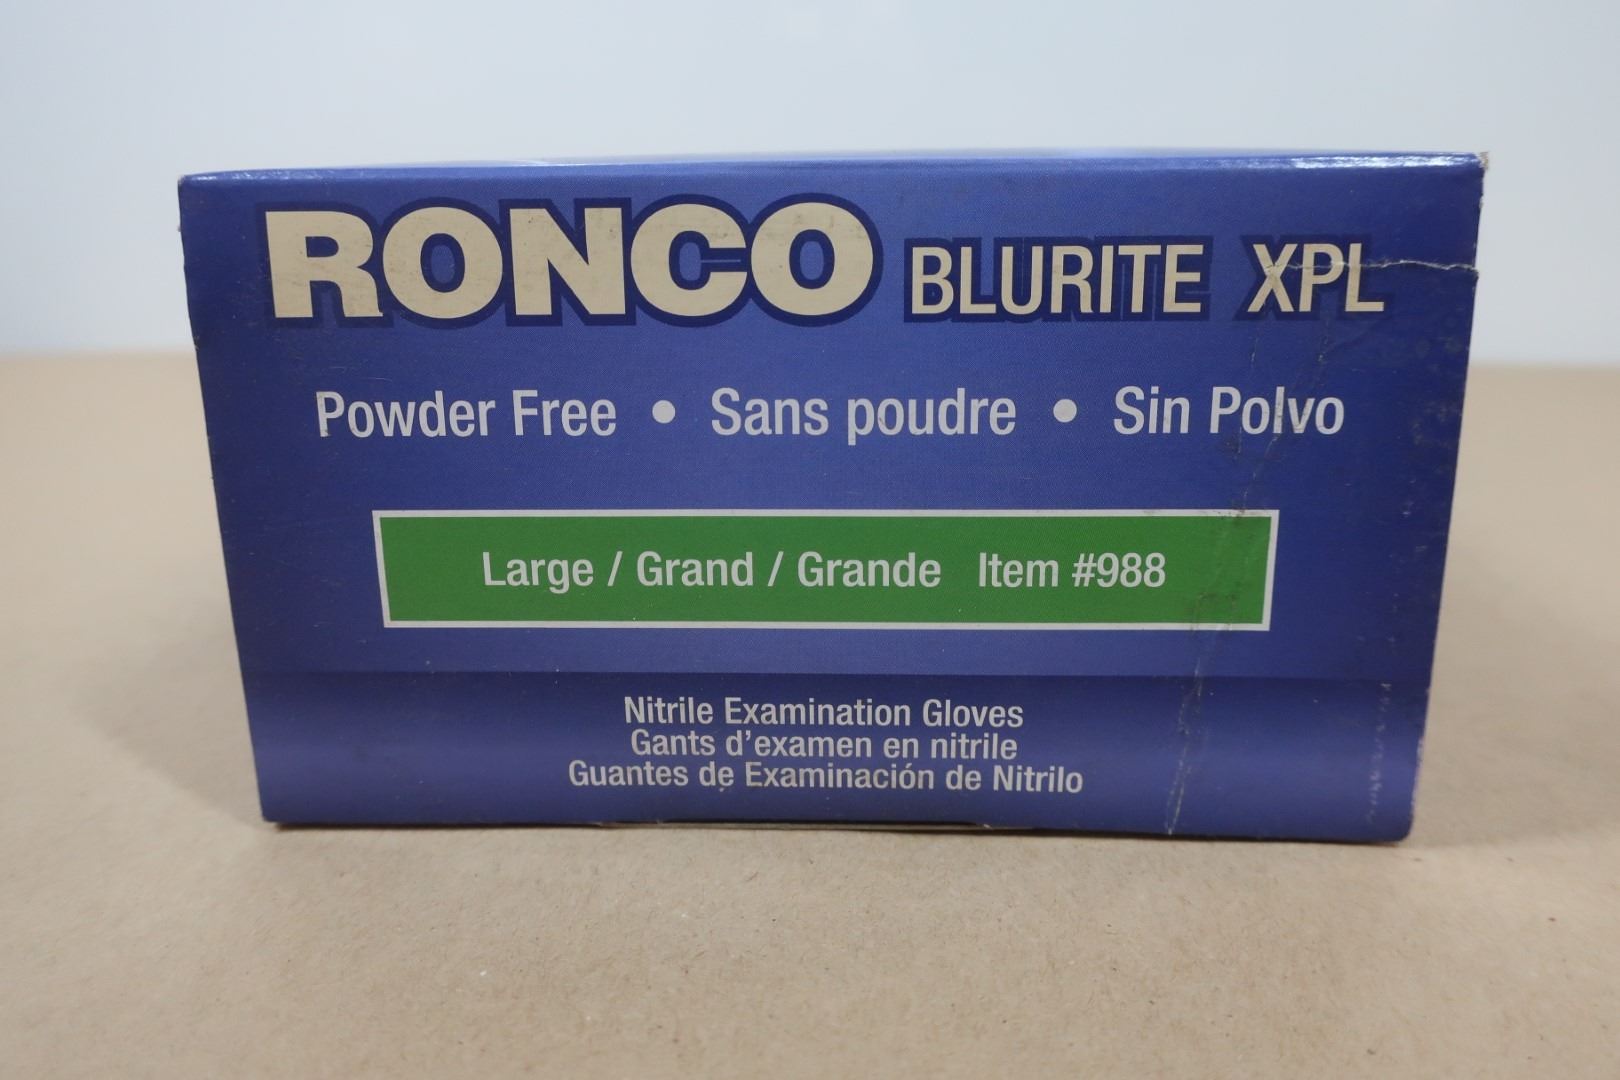 RONCO BLURITE XPL
Powder Free • Sans poudre • Sin Polvo
Large / Grand / Grande Item #988
Nitrile Examination Gloves
Gants d'examen en nitrile
Guantes de Examinación de Nitrilo